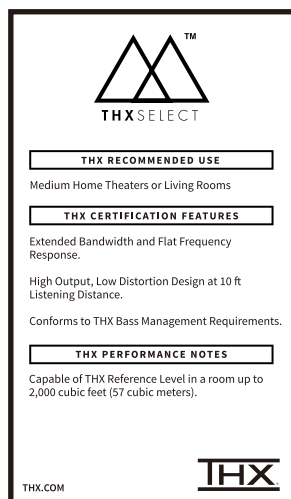 TM
THX SELECT
THX RECOMMENDED USE
Medium Home Theaters or Living Rooms
THX CERTIFICATION FEATURES
Extended Bandwidth and Flat Frequency
Response.
High Output, Low Distortion Design at 10 ft
Listening Distance.
Conforms to THX Bass Management Requirements.
THX PERFORMANCE NOTES
Capable of THX Reference Level in a room up to
2,000 cubic feet (57 cubic meters).
THX.COM
THX